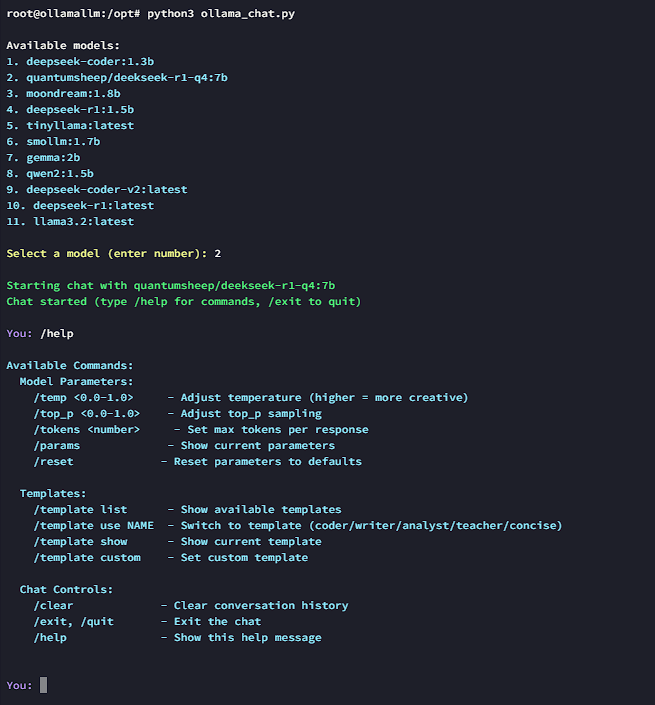 root@ollamallm:/opt# python3 ollama_chat.py
Available models:
1. deepseek-coder:1.3b
2. quantumsheep/deekseek-r1-q4:7b
3. moondream:1.8b
4. deepseek-r1:1.5b
5. tinyllama:latest
6. smollm:1.7b
7. gemma:2b
8. qwen2:1.5b
9. deepseek-coder-v2:latest
10. deepseek-r1:latest
11. llama3.2:latest
Select a model (enter number): 2
Starting chat with quantumsheep/deekseek-r1-q4:7b
Chat started (type /help for commands, /exit to quit)
You: /help
Available Commands:
  Model Parameters:
    /temp <0.0-1.0>     - Adjust temperature (higher = more creative)
    /top_p <0.0-1.0>    - Adjust top_p sampling
    /tokens <number>     - Set max tokens per response
    /params             - Show current parameters
    /reset             - Reset parameters to defaults
  Templates:
    /template list      - Show available templates
    /template use NAME  - Switch to template (coder/writer/analyst/teacher/concise)
    /template show      - Show current template
    /template custom    - Set custom template
  Chat Controls:
    /clear             - Clear conversation history
    /exit, /quit       - Exit the chat
    /help              - Show this help message
You: